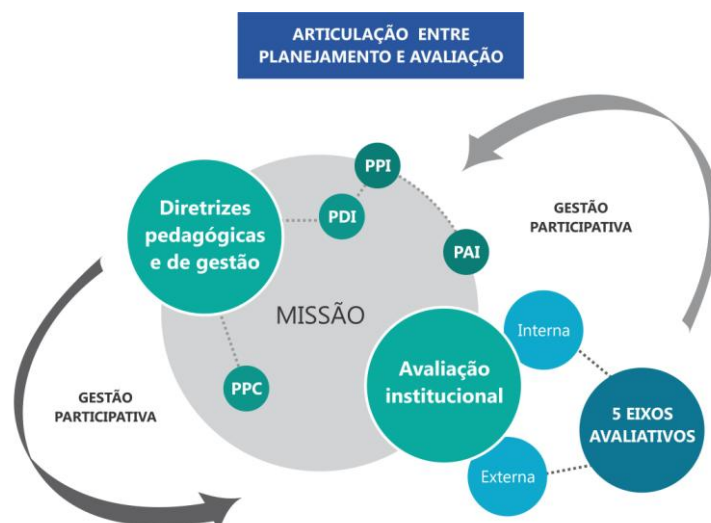 ARTICULAÇÃO ENTRE
PLANEJAMENTO E AVALIAÇÃO
PPI
Diretrizes
pedagógicas
e de gestão
PDI
GESTÃO
PARTICIPATIVA
PAI
MISSÃO
Interna
Avaliação
institucional
PPC
GESTÃO
PARTICIPATIVA
5 EIXOS
AVALIATIVOS
Externa